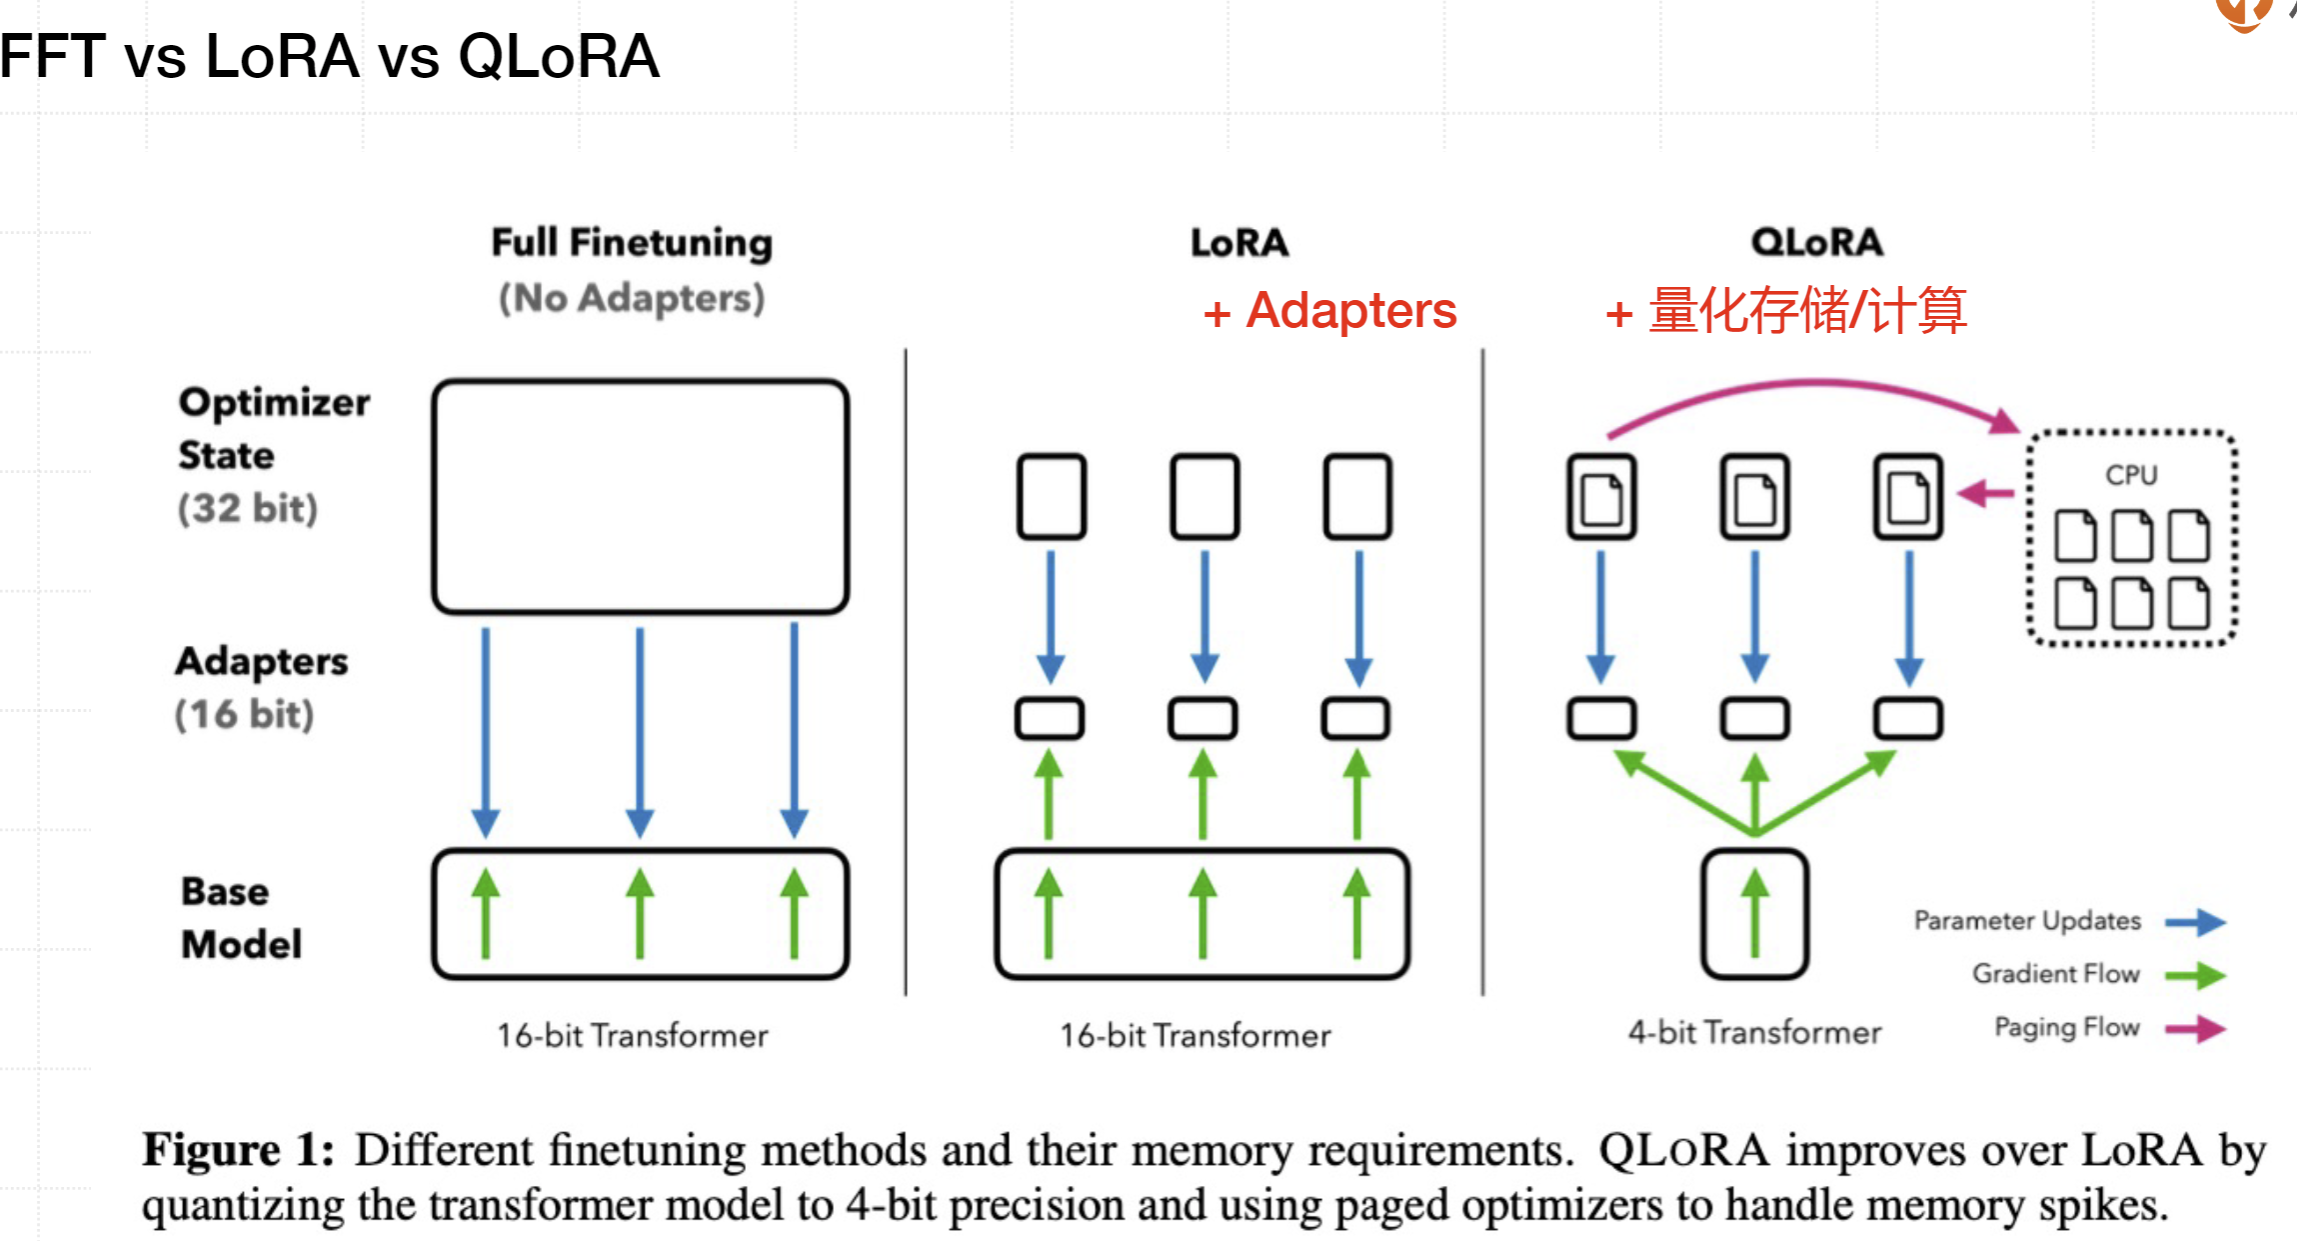 FFT vs LoRA vs QLoRA
Full Finetuning
(No Adapters)
LoRA
+ Adapters
QLoRA
+ 量化存储/计算
Optimizer
State
(32 bit)
CPU
Adapters
(16 bit)
Base
Model
Parameter Updates
Gradient Flow
Paging Flow
16-bit Transformer
16-bit Transformer
4-bit Transformer
Figure 1: Different finetuning methods and their memory requirements. QLORA improves over LoRA by
quantizing the transformer model to 4-bit precision and using paged optimizers to handle memory spikes.